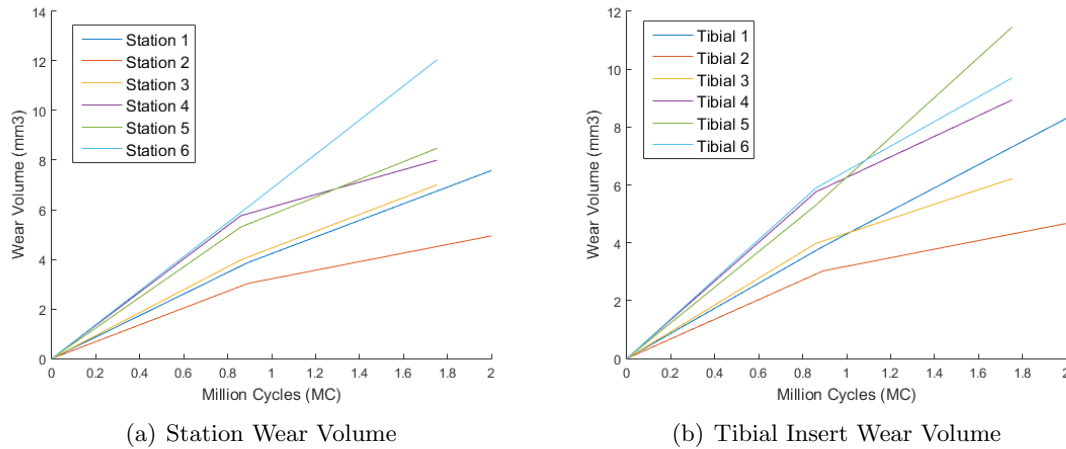 14
12
10
8
6
4
2
0
Wear Volume (mm3)
Station 1
Station 2
Station 3
Station 4
Station 5
Station 6
0 0.2 0.4 0.6 0.8 1 1.2 1.4 1.6 1.8 2
Million Cycles (MC)
(a) Station Wear Volume
12
10
8
6
4
2
0
Wear Volume (mm3)
Tibial 1
Tibial 2
Tibial 3
Tibial 4
Tibial 5
Tibial 6
0 0.2 0.4 0.6 0.8 1 1.2 1.4 1.6 1.8 2
Million Cycles (MC)
(b) Tibial Insert Wear Volume